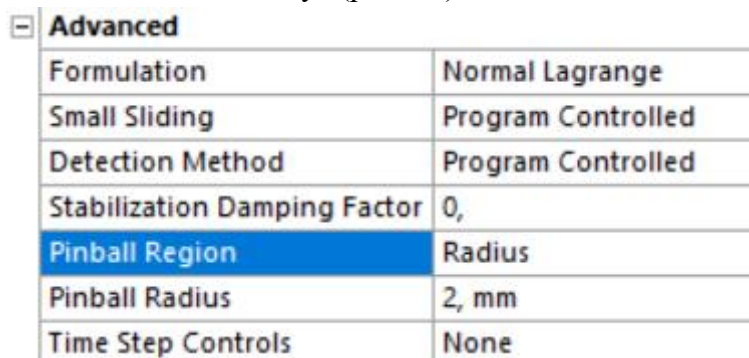 Advanced
Formulation Normal Lagrange
Small Sliding Program Controlled
Detection Method Program Controlled
Stabilization Damping Factor 0,
Pinball Region Radius
Pinball Radius 2, mm
Time Step Controls None